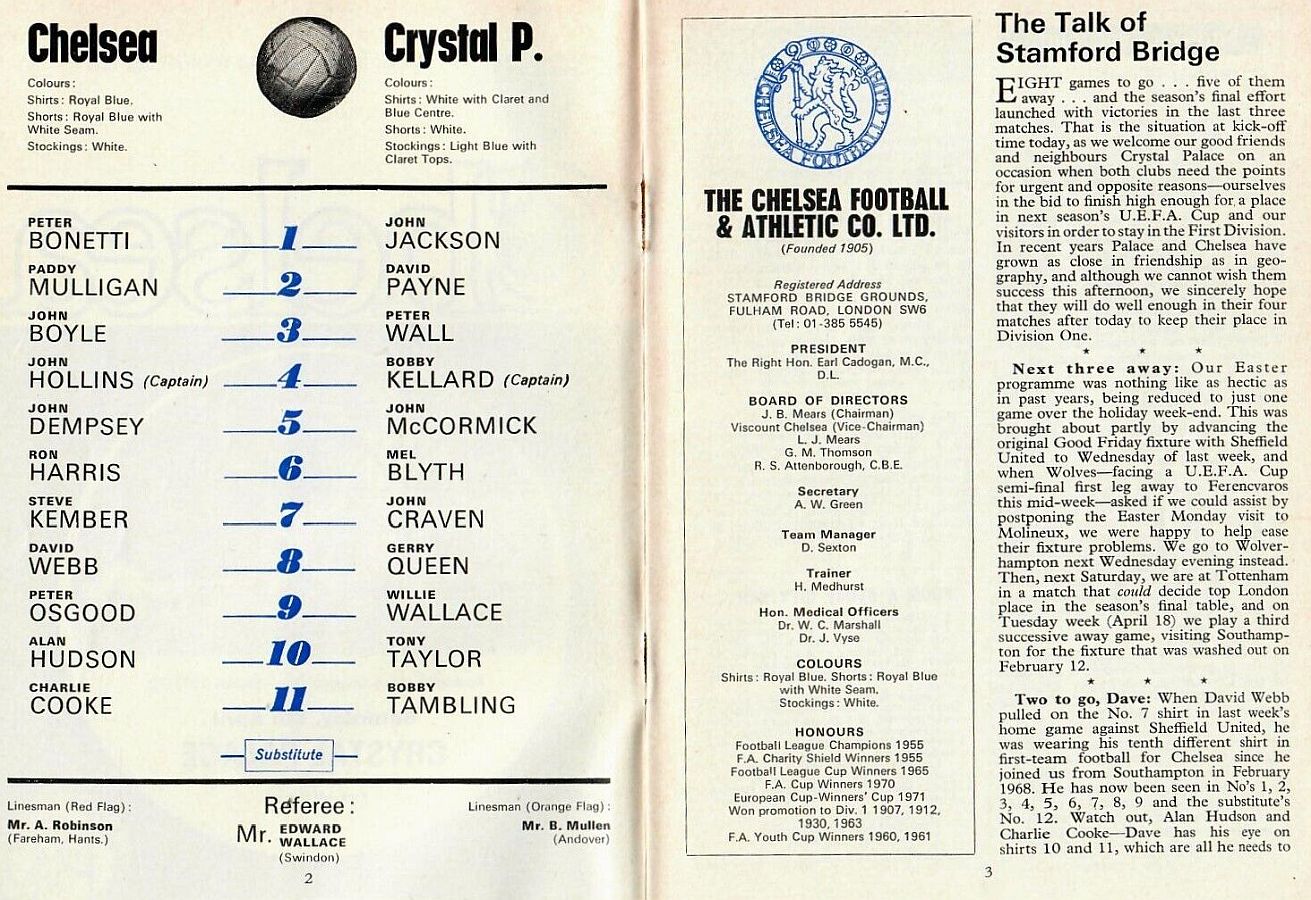 Chelsea
Colours:
Shirts: Royal Blue.
Shorts: Royal Blue with
White Seam.
Stockings: White.
Crystal P.
Colours:
Shirts: White with Claret and
Blue Centre.
Shorts: White.
Stockings: Light Blue with
Claret Tops.
PETER
BONETTI
1
JOHN
JACKSON
PADDY
MULLIGAN
2
DAVID
PAYNE
JOHN
BOYLE
3
PETER
WALL
JOHN
HOLLINS (Captain)
4
BOBBY
KELLARD (Captain)
JOHN
DEMPSEY
5
JOHN
McCORMICK
RON
HARRIS
6
MEL
BLYTH
STEVE
KEMBER
7
JOHN
CRAVEN
DAVID
WEBB
8
GERRY
QUEEN
PETER
OSGOOD
9
WILLIE
WALLACE
ALAN
HUDSON
10
TONY
TAYLOR
CHARLIE
COOKE
11
BOBBY
TAMBLING
Substitute
Linesman (Red Flag):
Mr. A. Robinson
(Fareham, Hants.)
Referee:
Mr. EDWARD
WALLACE
(Swindon)
Linesman (Orange Flag):
Mr. B. Mullen
(Andover)
2
CHELSEA FOOTBALL CLUB
THE CHELSEA FOOTBALL
& ATHLETIC CO. LTD.
(Founded 1905)
Registered Address
STAMFORD BRIDGE GROUNDS,
FULHAM ROAD, LONDON SW6
(Tel: 01-385 5545)
PRESIDENT
The Right Hon. Earl Cadogan, M.C.,
D.L.
BOARD OF DIRECTORS
J. B. Mears (Chairman)
Viscount Chelsea (Vice-Chairman)
L. J. Mears
G. M. Thomson
R. S. Attenborough, C.B.E.
Secretary
A. W. Green
Team Manager
D. Sexton
Trainer
H. Medhurst
Hon. Medical Officers
Dr. W. C. Marshall
Dr. J. Vyse
COLOURS
Shirts: Royal Blue. Shorts: Royal Blue
with White Seam.
Stockings: White.
HONOURS
Football League Champions 1955
F.A. Charity Shield Winners 1955
Football League Cup Winners 1965
F.A. Cup Winners 1970
European Cup-Winners' Cup 1971
Won promotion to Div. 1 1907, 1912,
1930, 1963
F.A. Youth Cup Winners 1960, 1961
The Talk of
Stamford Bridge
EIGHT games to go . . . five of them
away . . . and the season's final effort
launched with victories in the last three
matches. That is the situation at kick-off
time today, as we welcome our good friends
and neighbours Crystal Palace on an
occasion when both clubs need the points
for urgent and opposite reasons—ourselves
in the bid to finish high enough for a place
in next season's U.E.F.A. Cup and our
visitors in order to stay in the First Division.
In recent years Palace and Chelsea have
grown as close in friendship as in geo-
graphy, and although we cannot wish them
success this afternoon, we sincerely hope
that they will do well enough in their four
matches after today to keep their place in
Division One.
★ ★ ★
Next three away: Our Easter
programme was nothing like as hectic as
in past years, being reduced to just one
game over the holiday week-end. This was
brought about partly by advancing the
original Good Friday fixture with Sheffield
United to Wednesday of last week, and
when Wolves—facing a U.E.F.A. Cup
semi-final first leg away to Ferencvaros
this mid-week—asked if we could assist by
postponing the Easter Monday visit to
Molineux, we were happy to help ease
their fixture problems. We go to Wolver-
hampton next Wednesday evening instead.
Then, next Saturday, we are at Tottenham
in a match that could decide top London
place in the season's final table, and on
Tuesday week (April 18) we play a third
successive away game, visiting Southamp-
ton for the fixture that was washed out on
February 12.
★ ★ ★
Two to go, Dave: When David Webb
pulled on the No. 7 shirt in last week's
home game against Sheffield United, he
was wearing his tenth different shirt in
first-team football for Chelsea since he
joined us from Southampton in February
1968. He has now been seen in No's 1, 2,
3, 4, 5, 6, 7, 8, 9 and the substitute's
No. 12. Watch out, Alan Hudson and
Charlie Cooke—Dave has his eye on
shirts 10 and 11, which are all he needs to
3